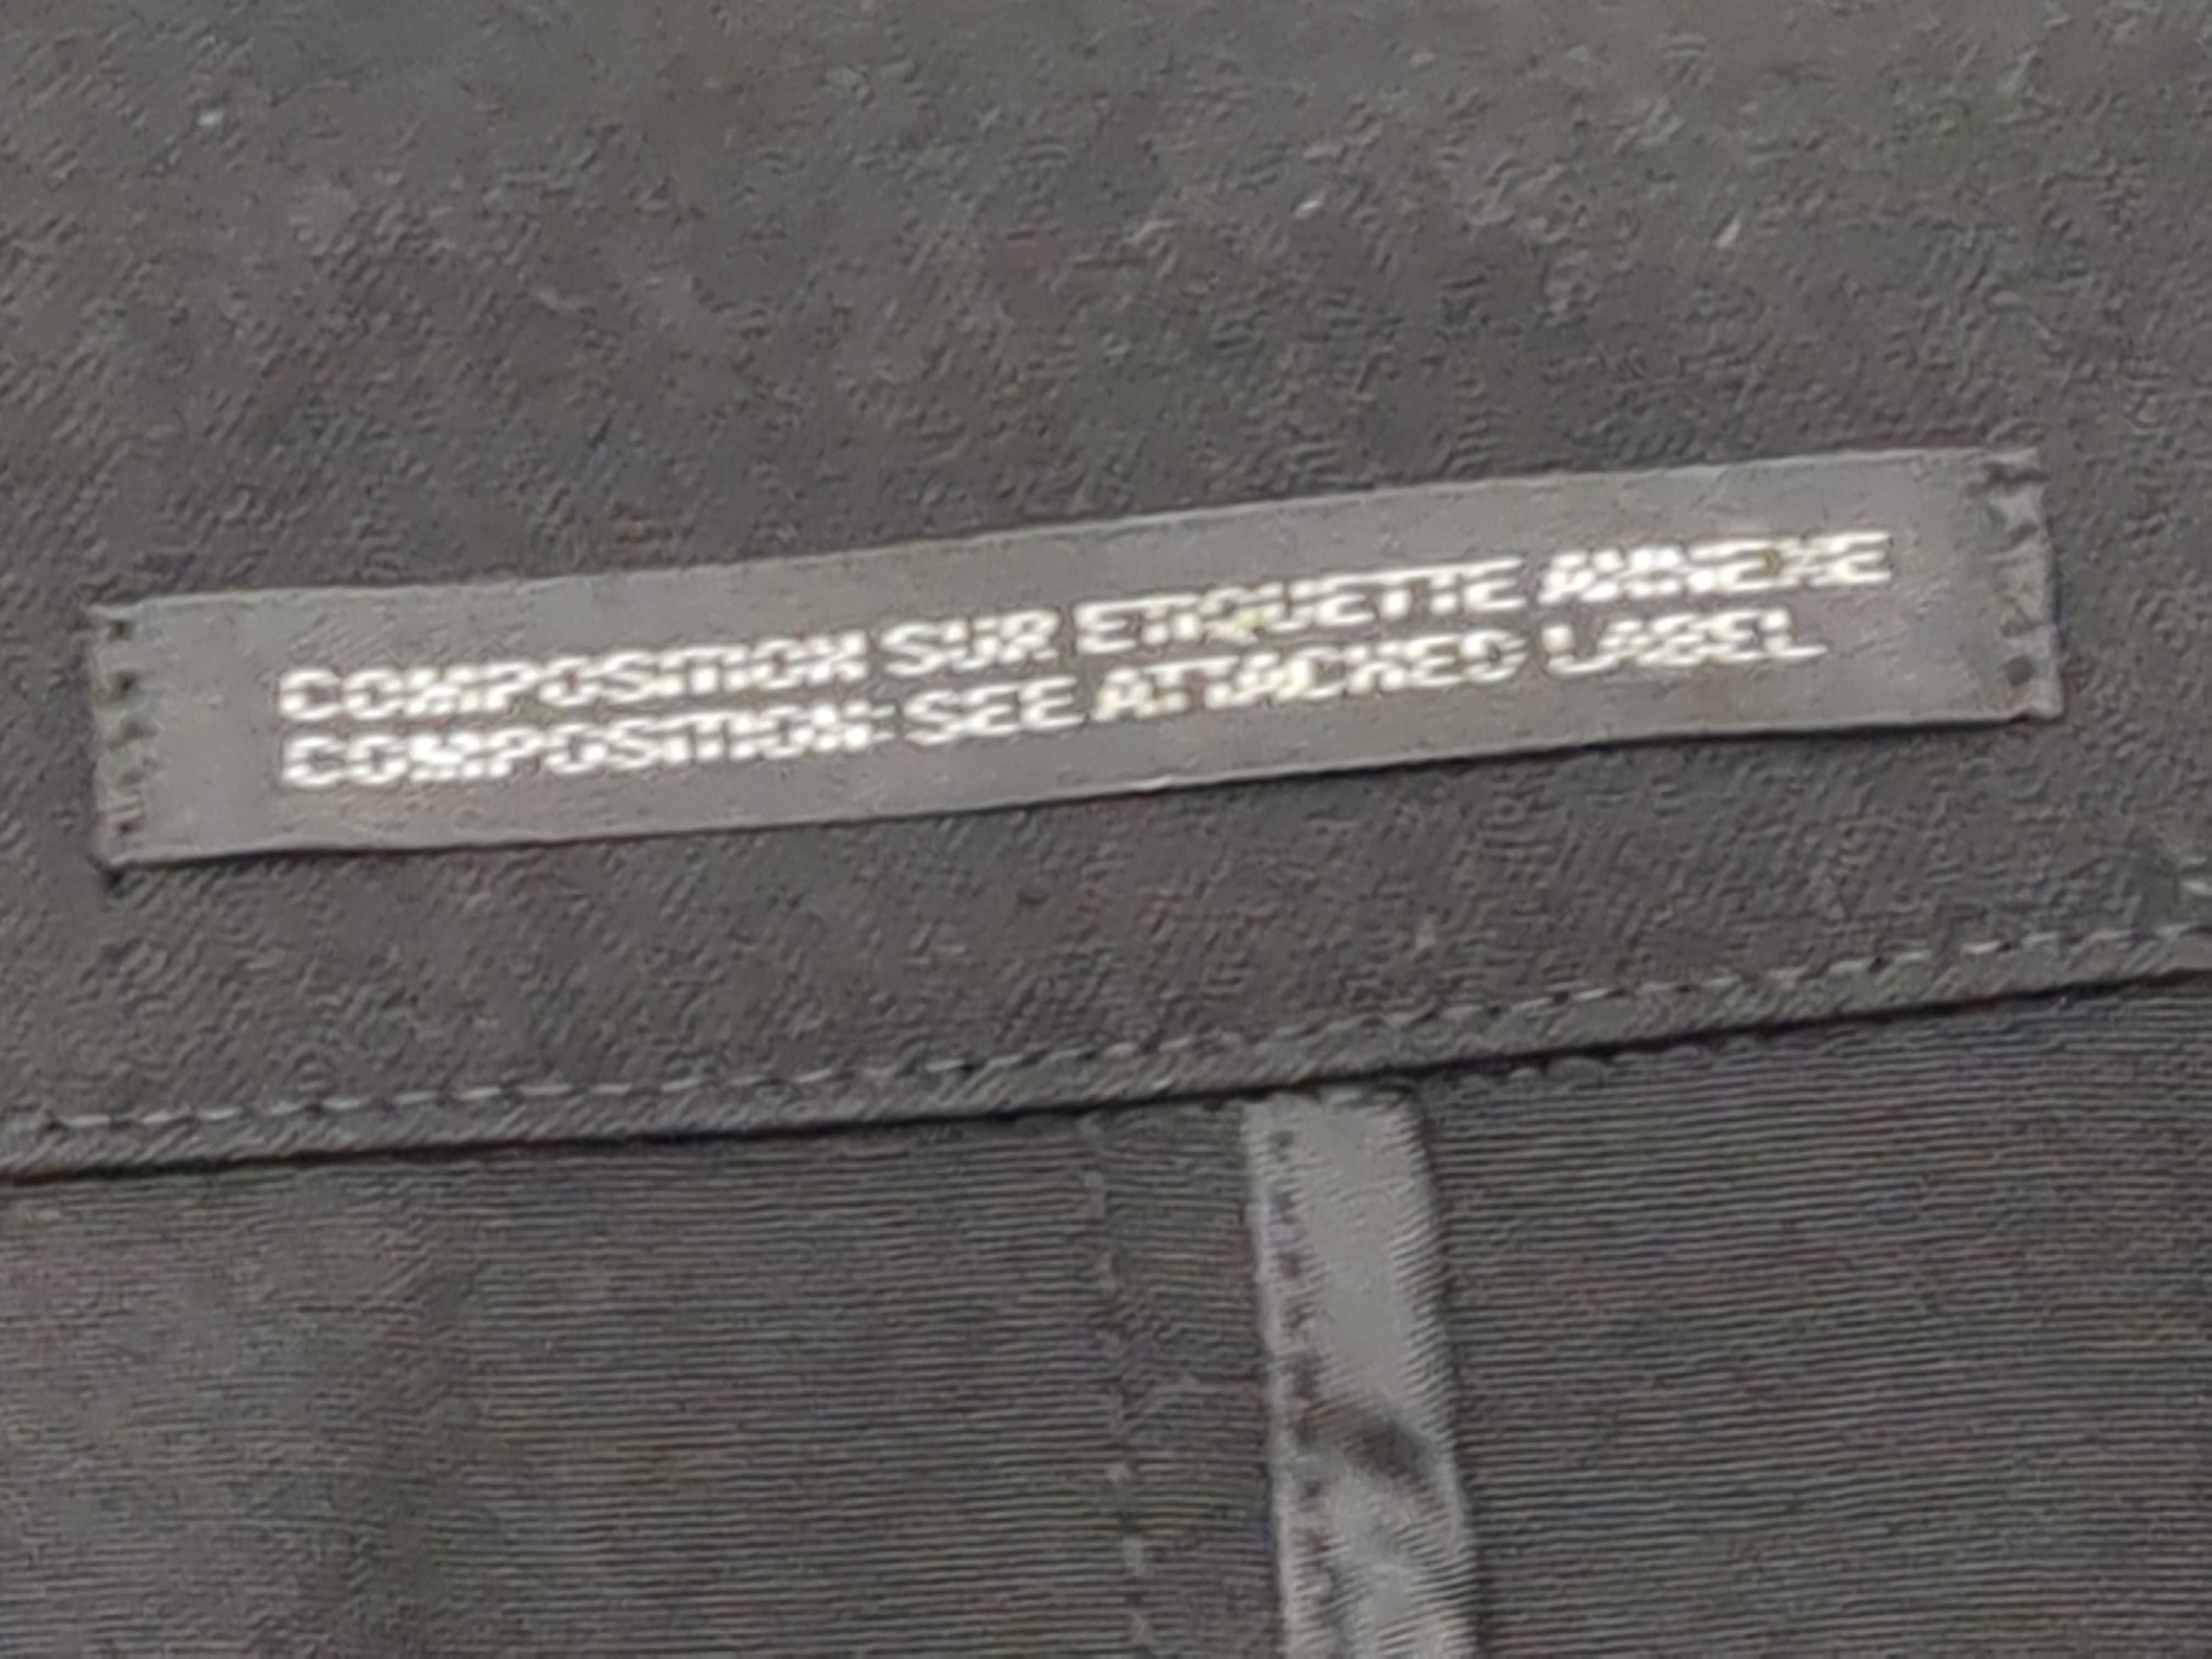 COMPOSITION SUR ETIQUETTE ANNEXE
COMPOSITION: SEE ATTACHED LABEL